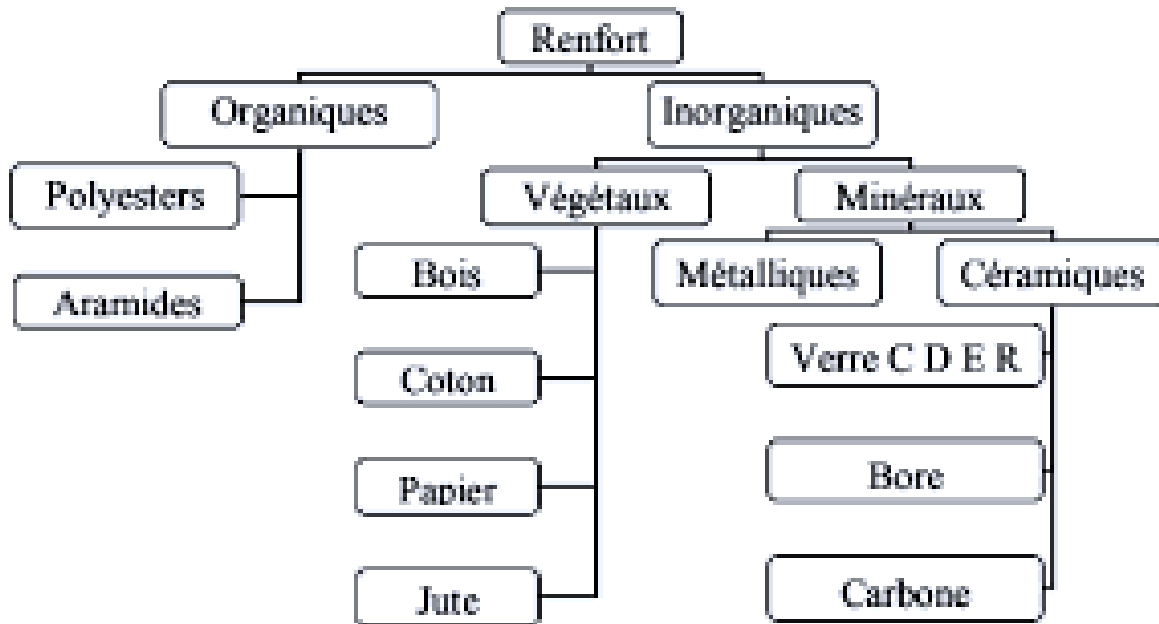 Renfort
Organiques
Inorganiques
Polyesters
Végétaux
Minéraux
Bois
Métalliques
Céramiques
Aramides
Verre C D E R
Coton
Bore
Papier
Jute
Carbone